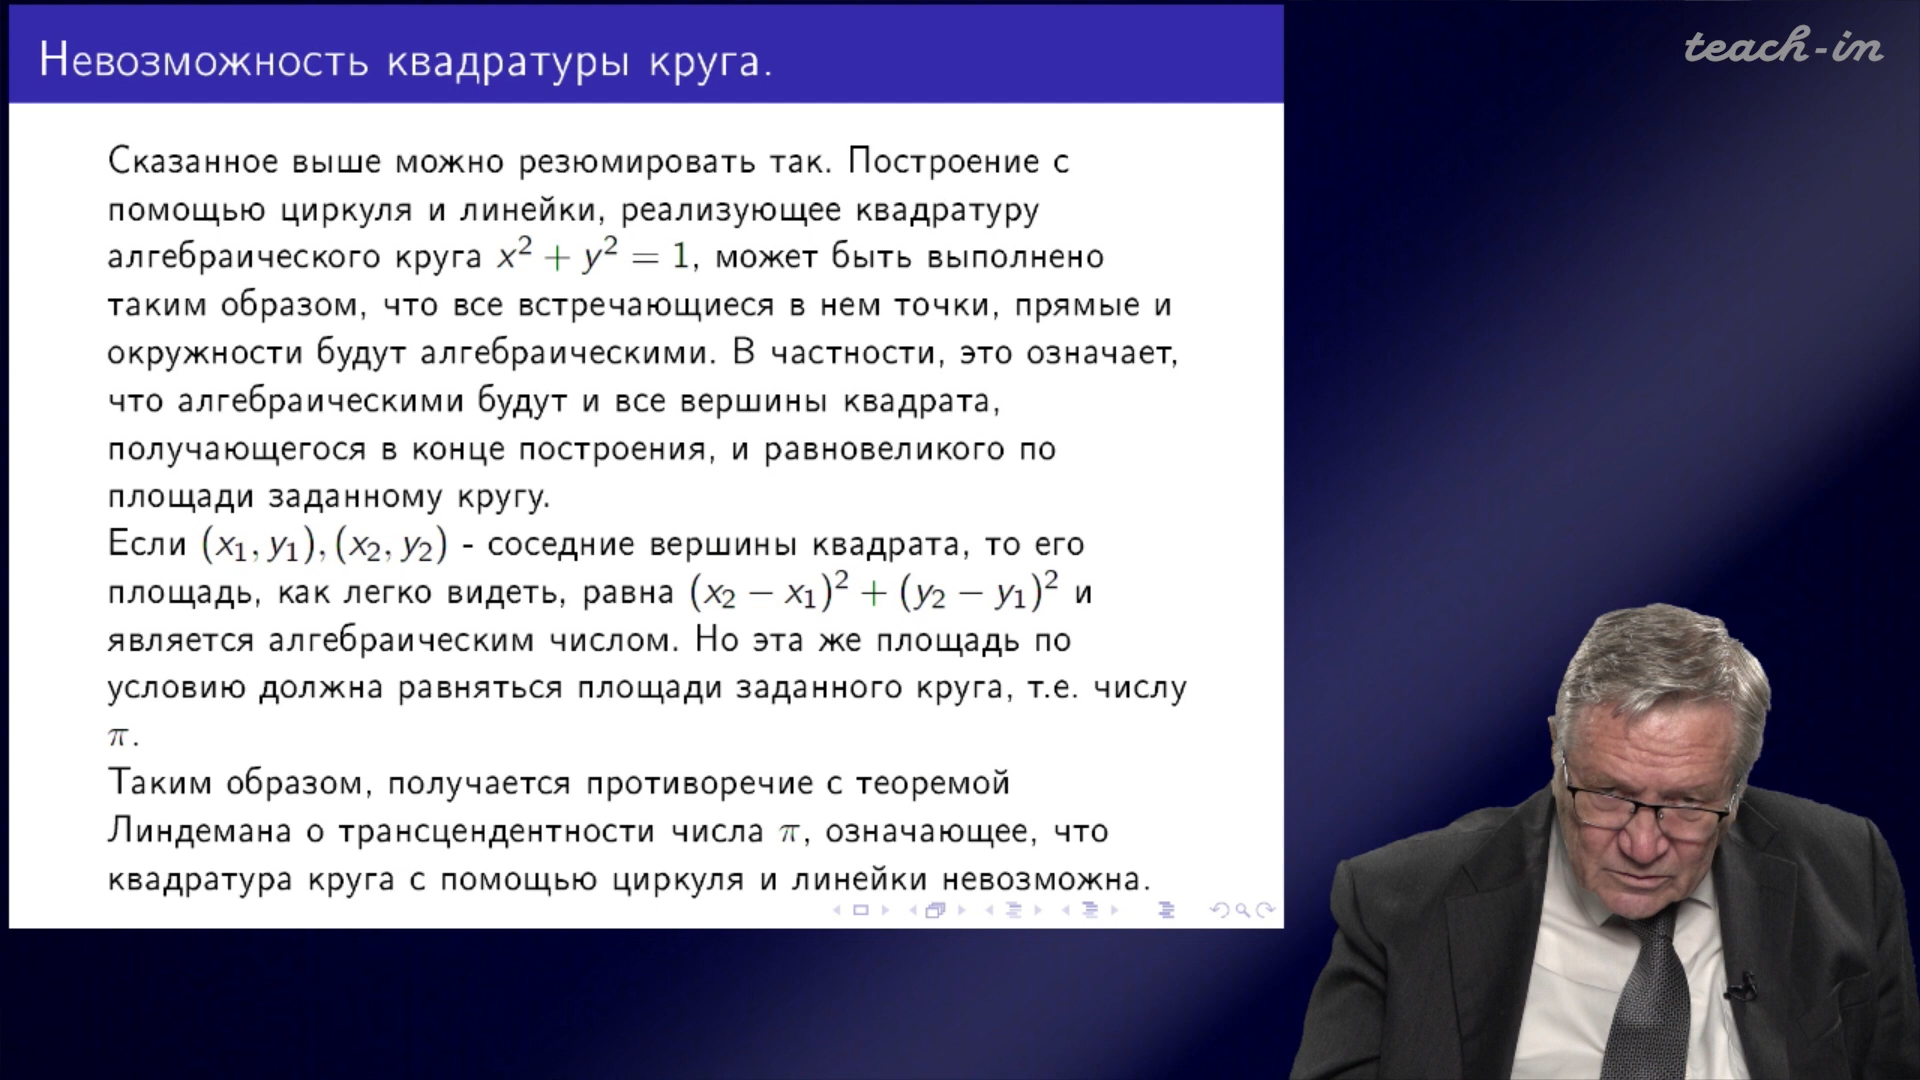 Невозможность квадратуры круга.
teach-in
Сказанное выше можно резюмировать так. Построение с
помощью циркуля и линейки, реализующее квадратуру
алгебраического круга x² + y² = 1, может быть выполнено
таким образом, что все встречающиеся в нем точки, прямые и
окружности будут алгебраическими. В частности, это означает,
что алгебраическими будут и все вершины квадрата,
получающегося в конце построения, и равновеликого по
площади заданному кругу.
Если (x₁, y₁), (x₂, y₂) - соседние вершины квадрата, то его
площадь, как легко видеть, равна (x₂ − x₁)² + (y₂ − y₁)² и
является алгебраическим числом. Но эта же площадь по
условию должна равняться площади заданного круга, т.е. числу
π.
Таким образом, получается противоречие с теоремой
Линдемана о трансцендентности числа π, означающее, что
квадратура круга с помощью циркуля и линейки невозможна.